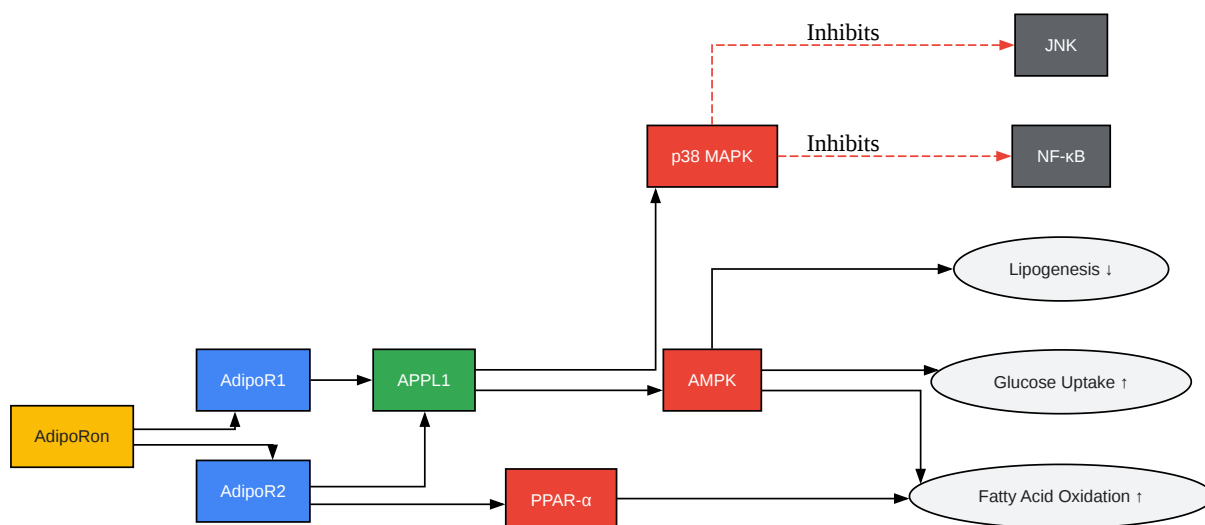 Inhibits
JNK
p38 MAPK
Inhibits
NF-κB
Lipogenesis ↓
AdipoR1
APPL1
AMPK
Glucose Uptake ↑
AdipoRon
AdipoR2
PPAR-α
Fatty Acid Oxidation ↑